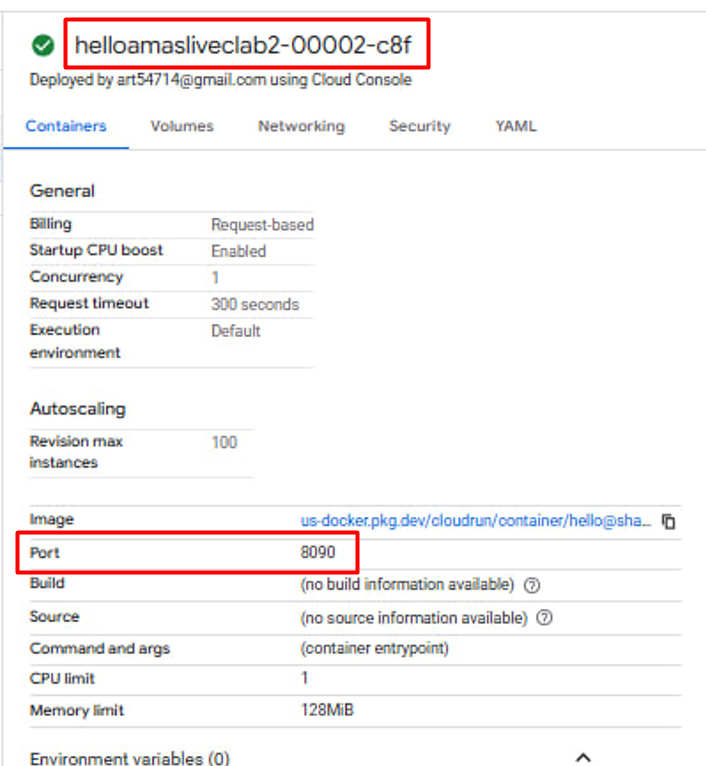 helloamasliveclab2-00002-c8f
Deployed by art54714@gmail.com using Cloud Console
Containers Volumes Networking Security YAML
General
Billing Request-based
Startup CPU boost Enabled
Concurrency 1
Request timeout 300 seconds
Execution Default
environment
Autoscaling
Revision max 100
instances
Image us-docker.pkg.dev/cloudrun/container/hello@sha...
Port 8090
Build (no build information available)
Source (no source information available)
Command and args (container entrypoint)
CPU limit 1
Memory limit 128MiB
Environment variables (0)